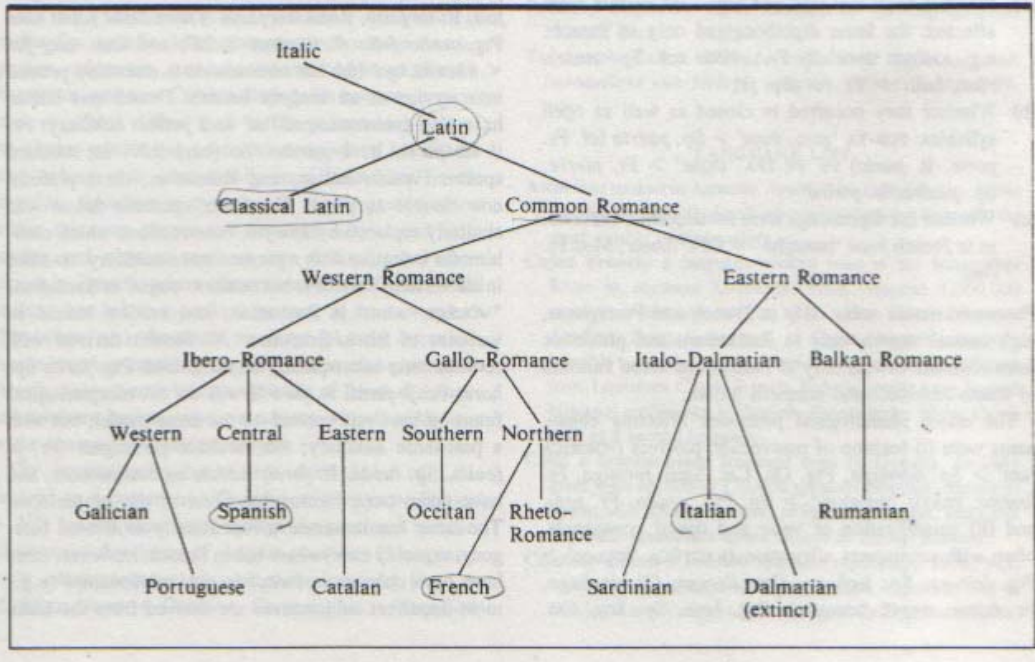 Italic
Latin
Classical Latin Common Romance
Western Romance Eastern Romance
Ibero-Romance Gallo-Romance Italo-Dalmatian Balkan Romance
Western Central Eastern Southern Northern
Galician Spanish Occitan Rheto- Italian Rumanian
Romance
Portuguese Catalan French Sardinian Dalmatian
(extinct)